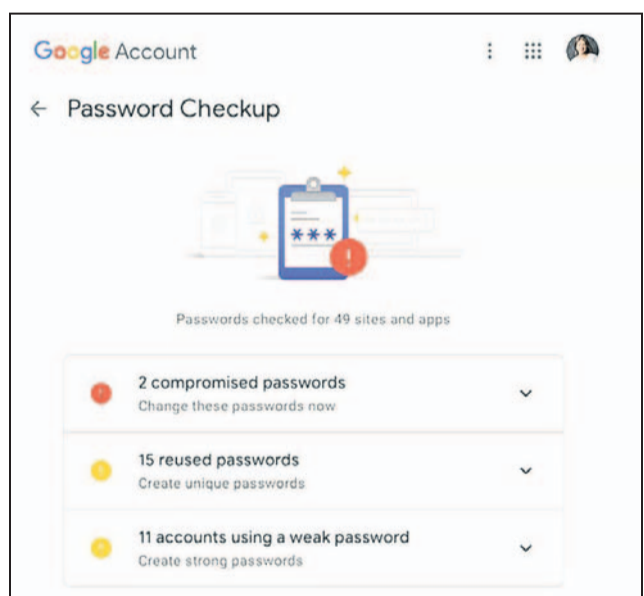 Google Account
Password Checkup
***
Passwords checked for 49 sites and apps
2 compromised passwords
Change these passwords now
15 reused passwords
Create unique passwords
11 accounts using a weak password
Create strong passwords